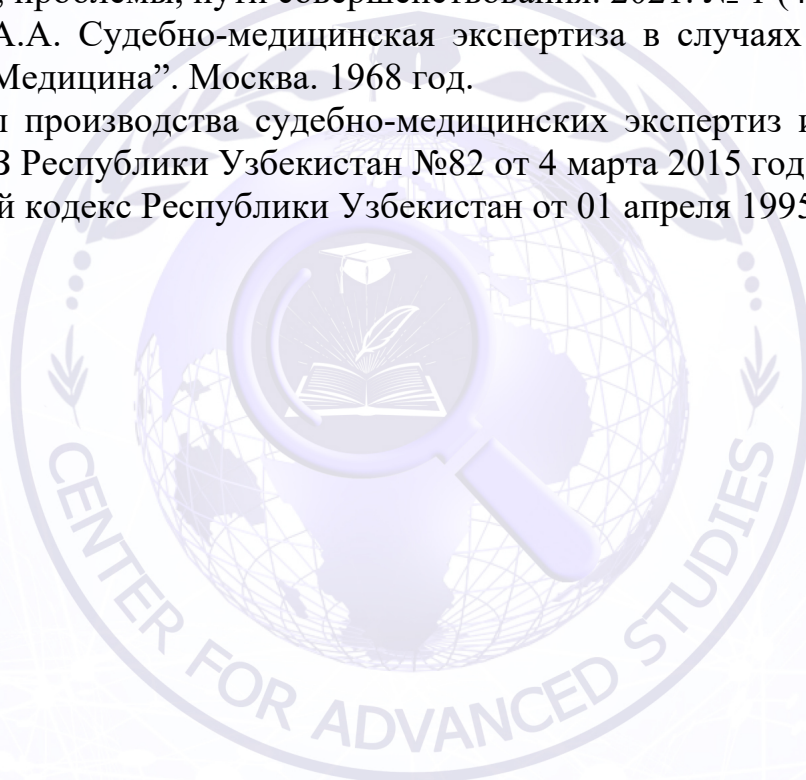 проблемы, пути совершенствования. 2021. № 1 (
А.А. Судебно-медицинская экспертиза в случаях
Медицина”. Москва. 1968 год.
производства судебно-медицинских экспертиз
З Республики Узбекистан №82 от 4 марта 2015 год
й кодекс Республики Узбекистан от 01 апреля 1995
CENTER FOR ADVANCED STUDIES